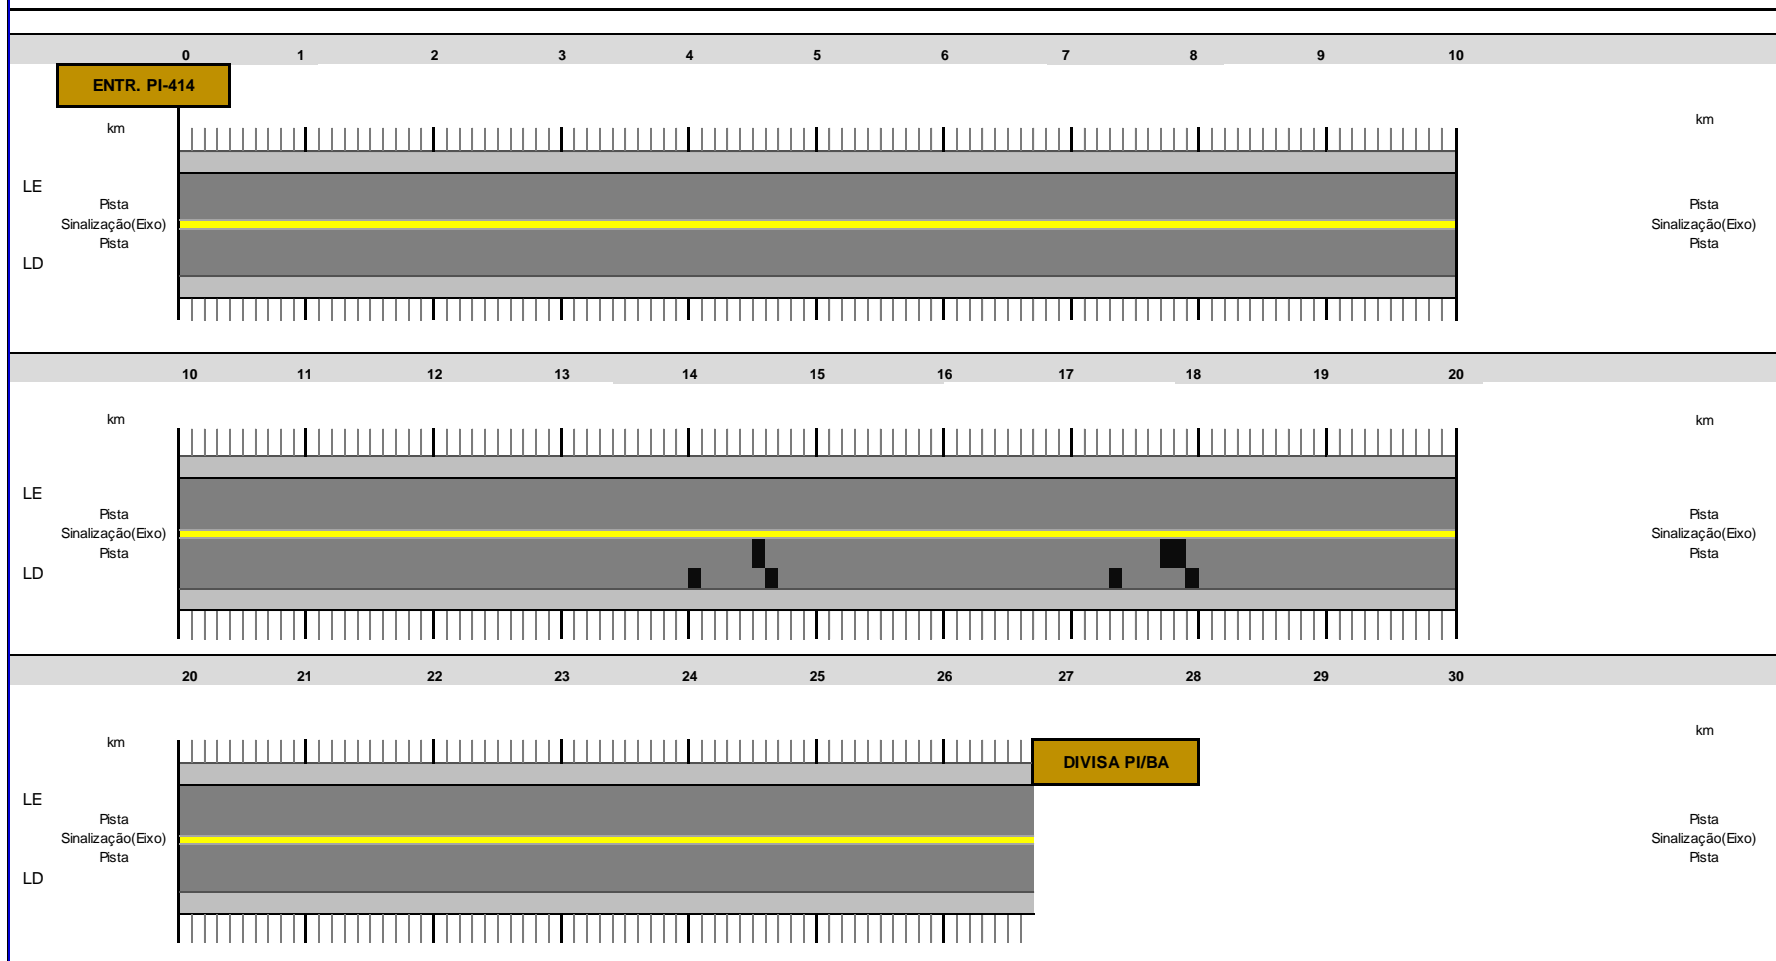 0 1 2 3 4 5 6 7 8 9 10
ENTR. PI-414
km km
LE
Pista Pista
Sinalização(Eixo) Sinalização(Eixo)
Pista Pista
LD
10 11 12 13 14 15 16 17 18 19 20
km km
LE
Pista Pista
Sinalização(Eixo) Sinalização(Eixo)
Pista Pista
LD
20 21 22 23 24 25 26 27 28 29 30
km km
DIVISA PI/BA
LE
Pista Pista
Sinalização(Eixo) Sinalização(Eixo)
Pista Pista
LD